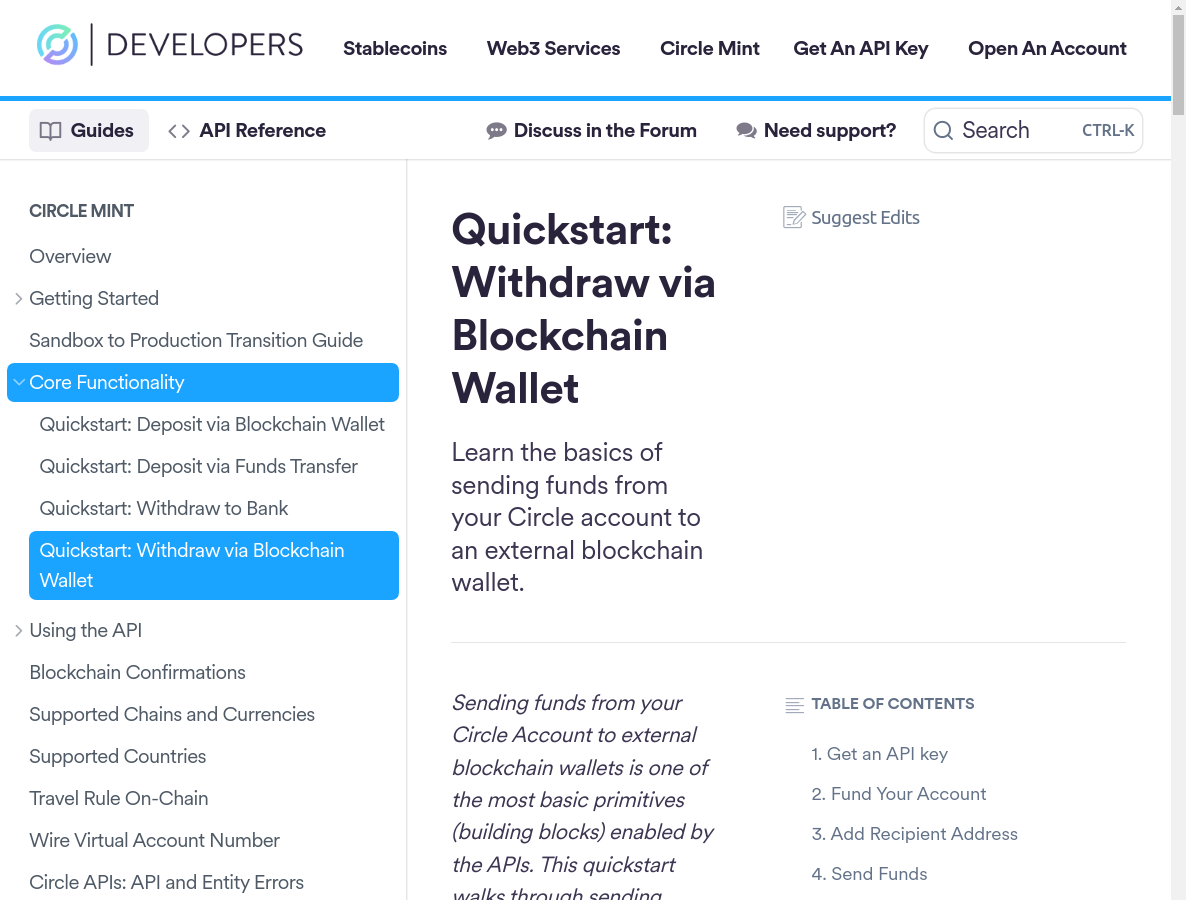 DEVELOPERS
Stablecoins
Web3 Services
Circle Mint
Get An API Key
Open An Account
Guides
API Reference
Discuss in the Forum
Need support?
Search
CTRL-K
CIRCLE MINT
Overview
Getting Started
Sandbox to Production Transition Guide
Core Functionality
Quickstart: Deposit via Blockchain Wallet
Quickstart: Deposit via Funds Transfer
Quickstart: Withdraw to Bank
Quickstart: Withdraw via Blockchain
Wallet
Using the API
Blockchain Confirmations
Supported Chains and Currencies
Supported Countries
Travel Rule On-Chain
Wire Virtual Account Number
Circle APIs: API and Entity Errors
Quickstart:
Withdraw via
Blockchain
Wallet
Suggest Edits
Learn the basics of
sending funds from
your Circle account to
an external blockchain
wallet.
Sending funds from your
Circle Account to external
blockchain wallets is one of
the most basic primitives
(building blocks) enabled by
the APIs. This quickstart
walks through sending
TABLE OF CONTENTS
1. Get an API key
2. Fund Your Account
3. Add Recipient Address
4. Send Funds